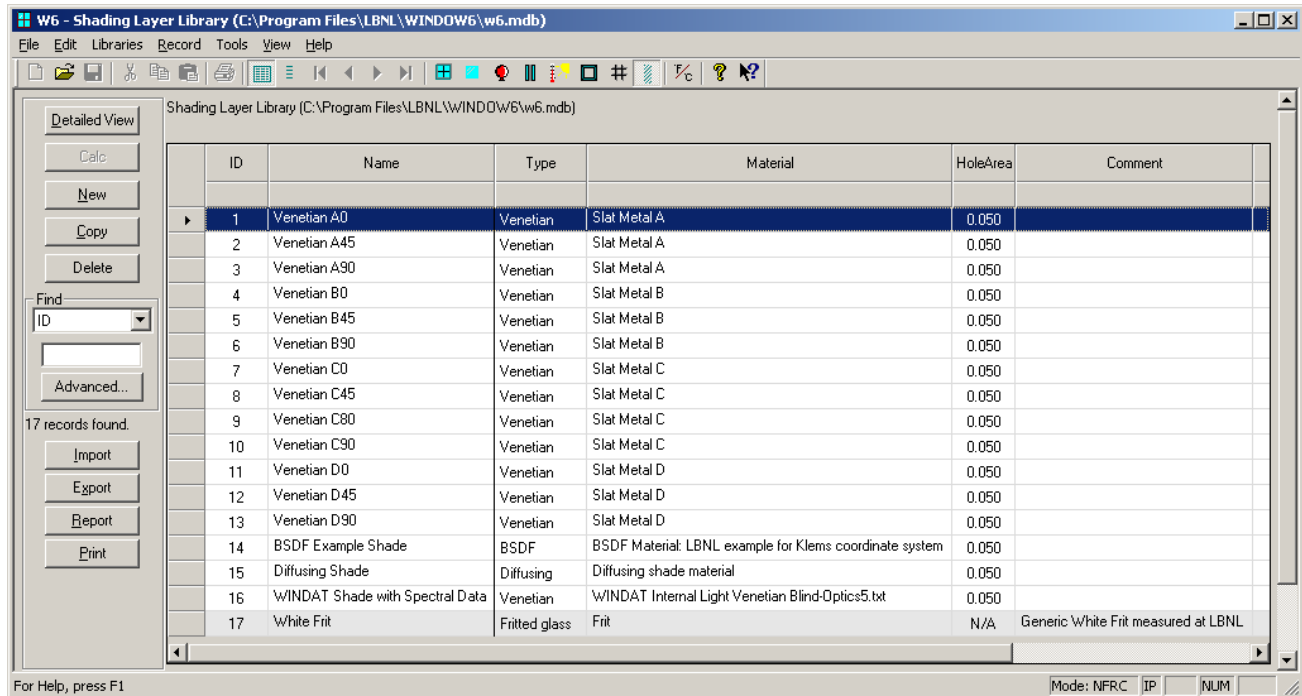 W6 - Shading Layer Library (C:\Program Files\LBNL\WINDOW6\w6.mdb)
File Edit Libraries Record Tools View Help
Shading Layer Library (C:\Program Files\LBNL\WINDOW6\w6.mdb)
Detailed View
Calc
New
Copy
Delete
Find
ID
Advanced...
17 records found.
Import
Export
Report
Print
ID Name Type Material HoleArea Comment
1 Venetian A0 Venetian Slat Metal A 0.050
2 Venetian A45 Venetian Slat Metal A 0.050
3 Venetian A90 Venetian Slat Metal A 0.050
4 Venetian B0 Venetian Slat Metal B 0.050
5 Venetian B45 Venetian Slat Metal B 0.050
6 Venetian B90 Venetian Slat Metal B 0.050
7 Venetian C0 Venetian Slat Metal C 0.050
8 Venetian C45 Venetian Slat Metal C 0.050
9 Venetian C80 Venetian Slat Metal C 0.050
10 Venetian C90 Venetian Slat Metal C 0.050
11 Venetian D0 Venetian Slat Metal D 0.050
12 Venetian D45 Venetian Slat Metal D 0.050
13 Venetian D90 Venetian Slat Metal D 0.050
14 BSDF Example Shade BSDF BSDF Material: LBNL example for Klems coordinate system 0.050
15 Diffusing Shade Diffusing Diffusing shade material 0.050
16 WINDAT Shade with Spectral Data Venetian WINDAT Internal Light Venetian Blind-Optics5.txt 0.050
17 White Frit Fritted glass Frit N/A Generic White Frit measured at LBNL
For Help, press F1
Mode: NFRC IP NUM